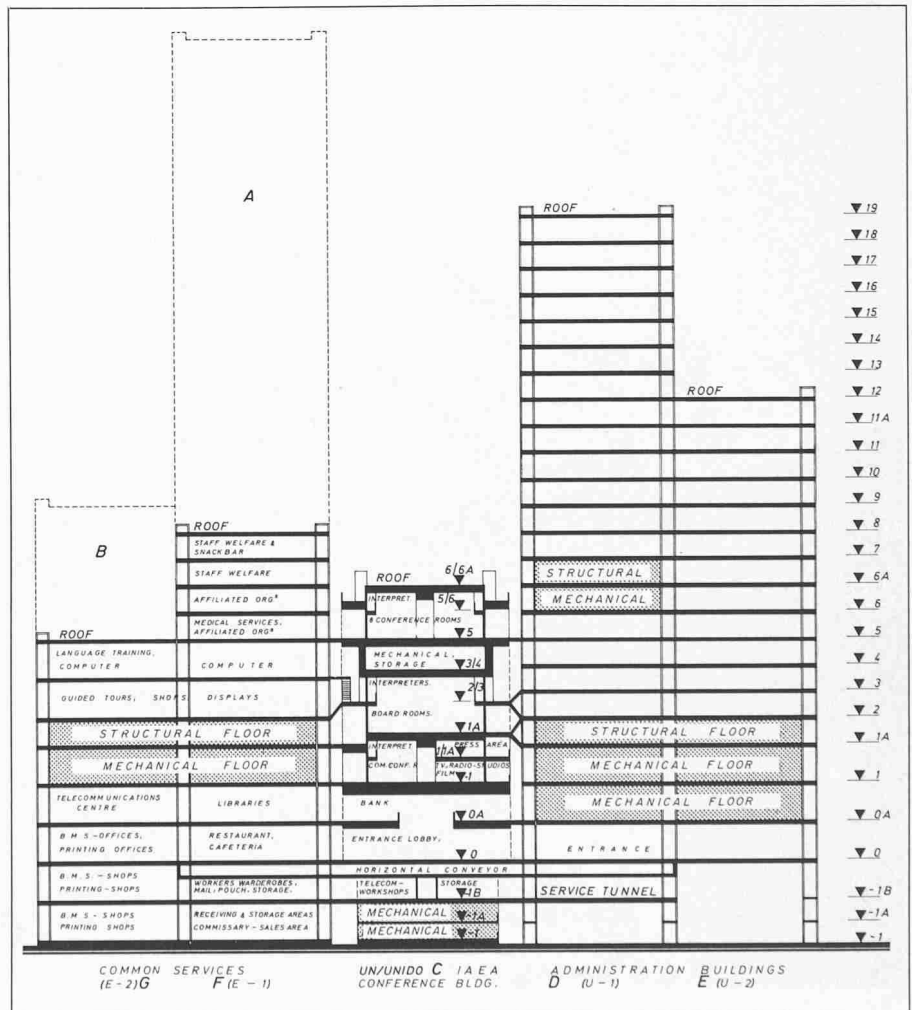 A
B
ROOF
STAFF WELFARE &
SNACKBAR
STAFF WELFARE
AFFILIATED ORGS
MEDICAL SERVICES,
AFFILIATED ORGS
ROOF
LANGUAGE TRAINING,
COMPUTER
COMPUTER
GUIDED TOURS, SHOPS, DISPLAYS
STRUCTURAL FLOOR
MECHANICAL FLOOR
TELECOMMUNICATIONS
CENTRE
LIBRARIES
B.M.S-OFFICES,
PRINTING OFFICES
RESTAURANT,
CAFETERIA
B.M.S.-SHOPS
PRINTING-SHOPS
WORKERS WARDEROBES,
MAIL, POUCH, STORAGE.
B.M.S - SHOPS
PRINTING SHOPS
RECEIVING & STORAGE AREAS
COMMISSARY-SALES AREA
ROOF
6/6A
INTERPRET.
5/6
8 CONFERENCE ROOMS
5
MECHANICAL,
STORAGE
3/4
INTERPRETERS.
2/3
BOARD ROOMS.
1A
INTERPRET.
PRESS AREA
1/1A
COM.CONF.R
TV, RADIO-STUDIOS
FILM
-1
BANK
0A
ENTRANCE LOBBY.
0
HORIZONTAL CONVEYOR
TELECOM-
WORKSHOPS
STORAGE
-1B
MECHANICAL
-1A
MECHANICAL
-1
ROOF
ROOF
STRUCTURAL
MECHANICAL
STRUCTURAL FLOOR
MECHANICAL FLOOR
MECHANICAL FLOOR
ENTRANCE
SERVICE TUNNEL
19
18
17
16
15
14
13
12
11A
11
10
9
8
7
6A
6
5
4
3
2
1A
1
0A
0
-1B
-1A
-1
COMMON SERVICES
(E-2)G F(E-1)
UN/UNIDO C IAEA
CONFERENCE BLDG.
ADMINISTRATION BUILDINGS
D (U-1) E (U-2)